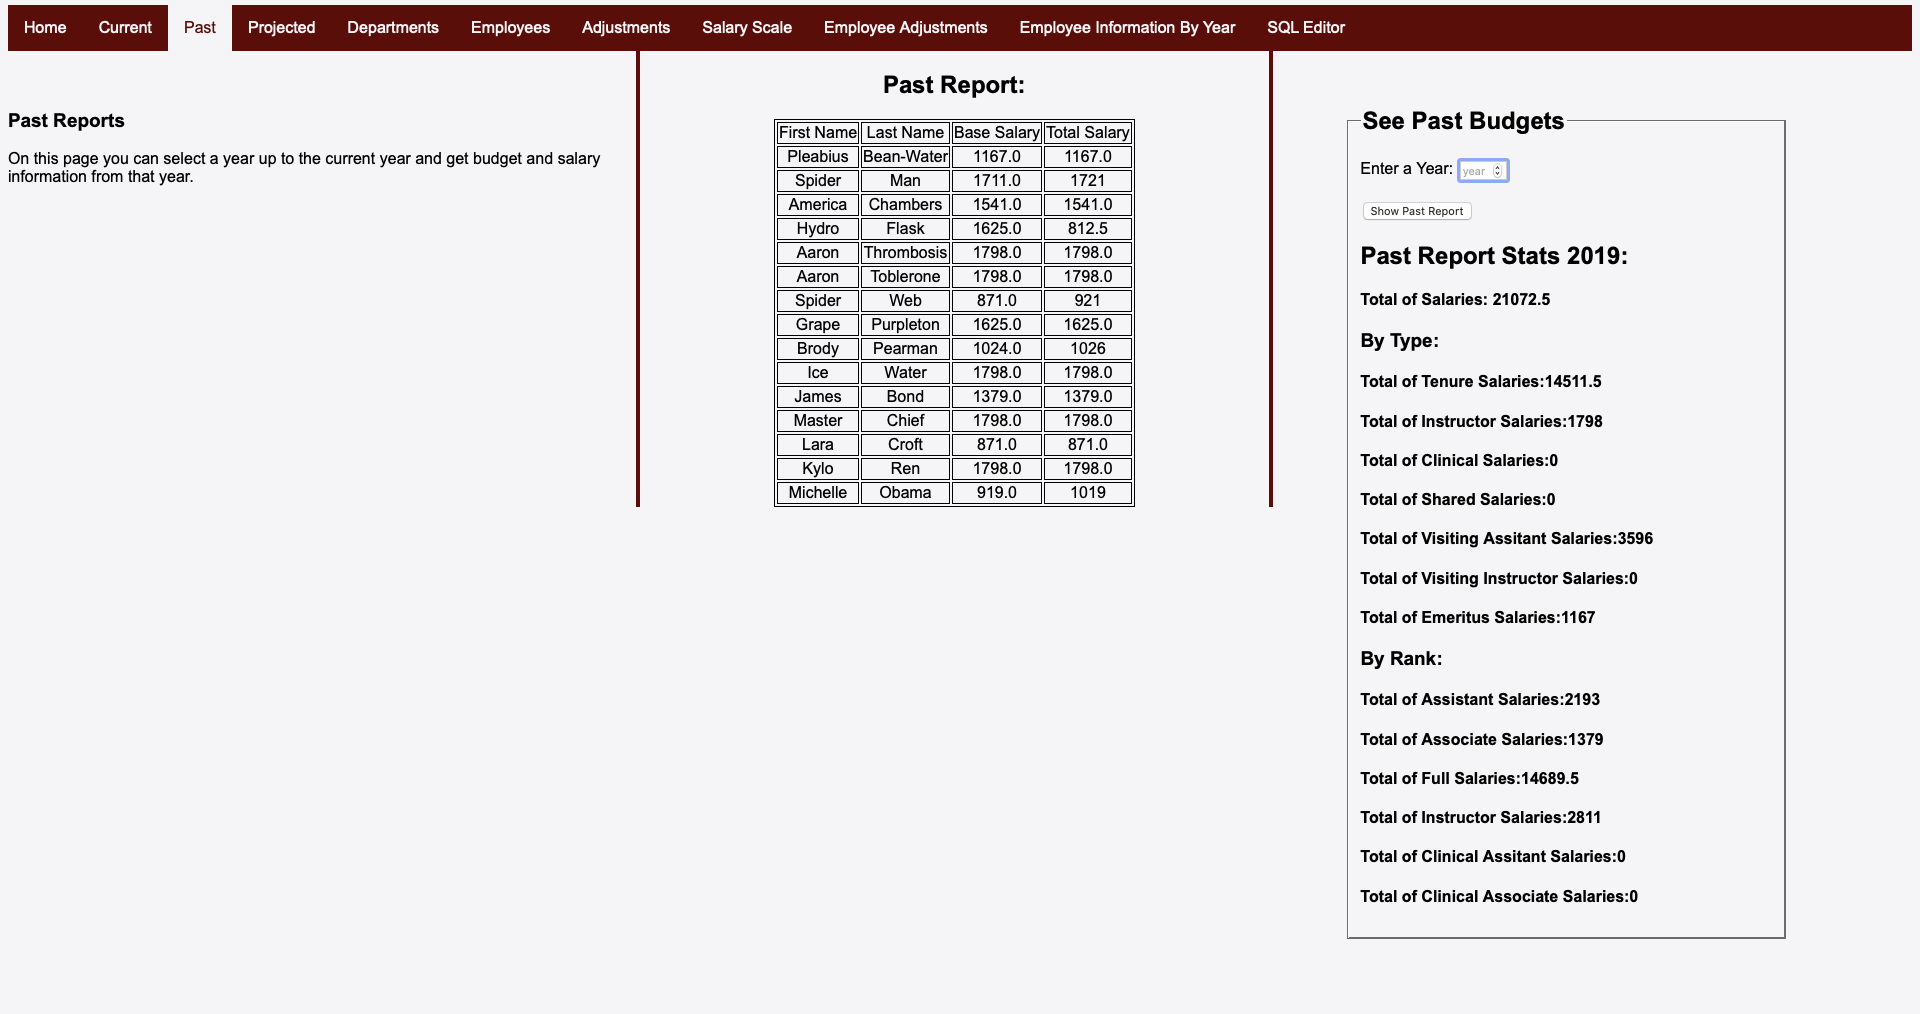 Home Current Past Projected Departments Employees Adjustments Salary Scale Employee Adjustments Employee Information By Year SQL Editor
Past Reports
On this page you can select a year up to the current year and get budget and salary
information from that year.
Past Report:
First Name Last Name Base Salary Total Salary
Pleabius Bean-Water 1167.0 1167.0
Spider Man 1711.0 1721
America Chambers 1541.0 1541.0
Hydro Flask 1625.0 812.5
Aaron Thrombosis 1798.0 1798.0
Aaron Toblerone 1798.0 1798.0
Spider Web 871.0 921
Grape Purpleton 1625.0 1625.0
Brody Pearman 1024.0 1026
Ice Water 1798.0 1798.0
James Bond 1379.0 1379.0
Master Chief 1798.0 1798.0
Lara Croft 871.0 871.0
Kylo Ren 1798.0 1798.0
Michelle Obama 919.0 1019
See Past Budgets
Enter a Year: year
Show Past Report
Past Report Stats 2019:
Total of Salaries: 21072.5
By Type:
Total of Tenure Salaries:14511.5
Total of Instructor Salaries:1798
Total of Clinical Salaries:0
Total of Shared Salaries:0
Total of Visiting Assitant Salaries:3596
Total of Visiting Instructor Salaries:0
Total of Emeritus Salaries:1167
By Rank:
Total of Assistant Salaries:2193
Total of Associate Salaries:1379
Total of Full Salaries:14689.5
Total of Instructor Salaries:2811
Total of Clinical Assitant Salaries:0
Total of Clinical Associate Salaries:0